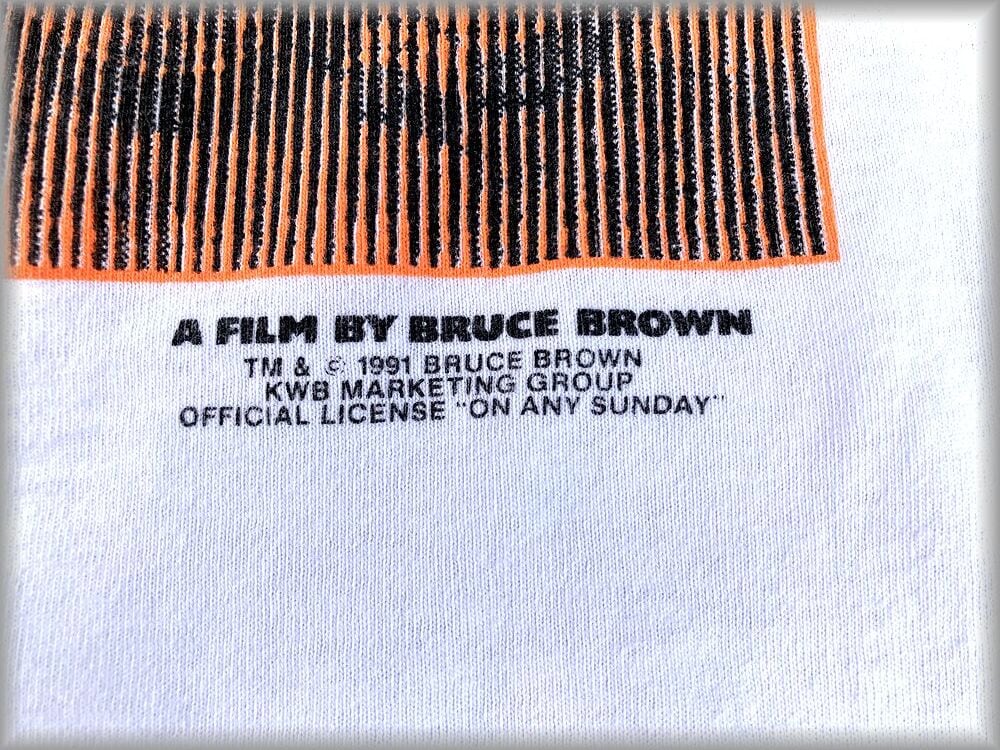 A FILM BY BRUCE BROWN
TM & © 1991 BRUCE BROWN
KWB MARKETING GROUP
OFFICIAL LICENSE "ON ANY SUNDAY"